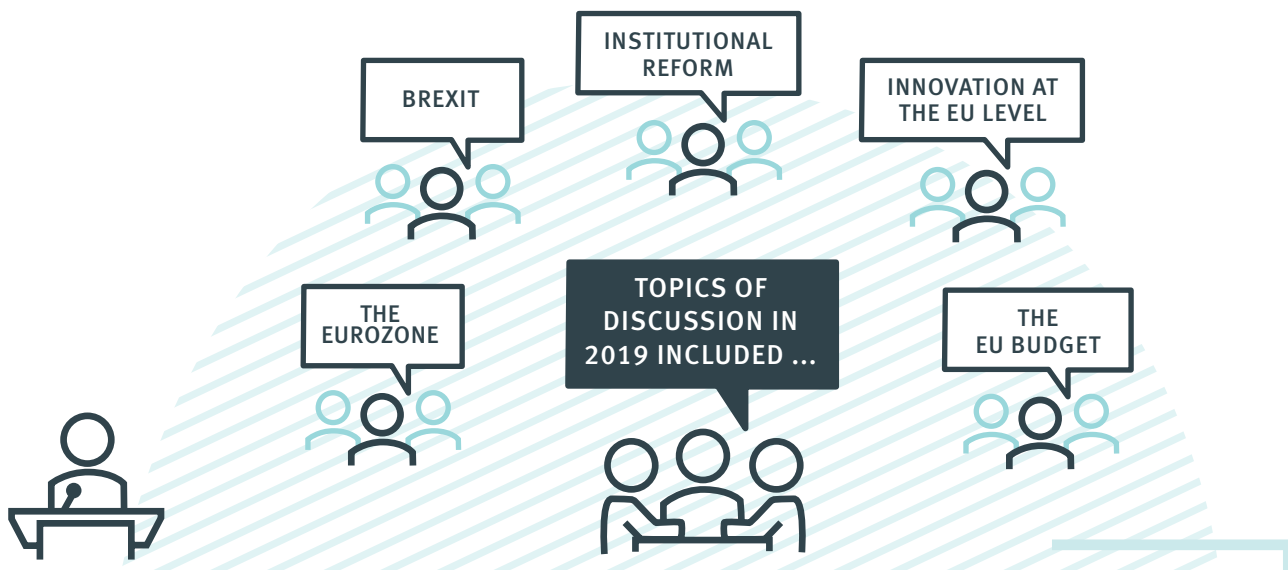 INSTITUTIONAL
REFORM
BREXIT
INNOVATION AT
THE EU LEVEL
THE
EUROZONE
TOPICS OF
DISCUSSION IN
2019 INCLUDED ...
THE
EU BUDGET